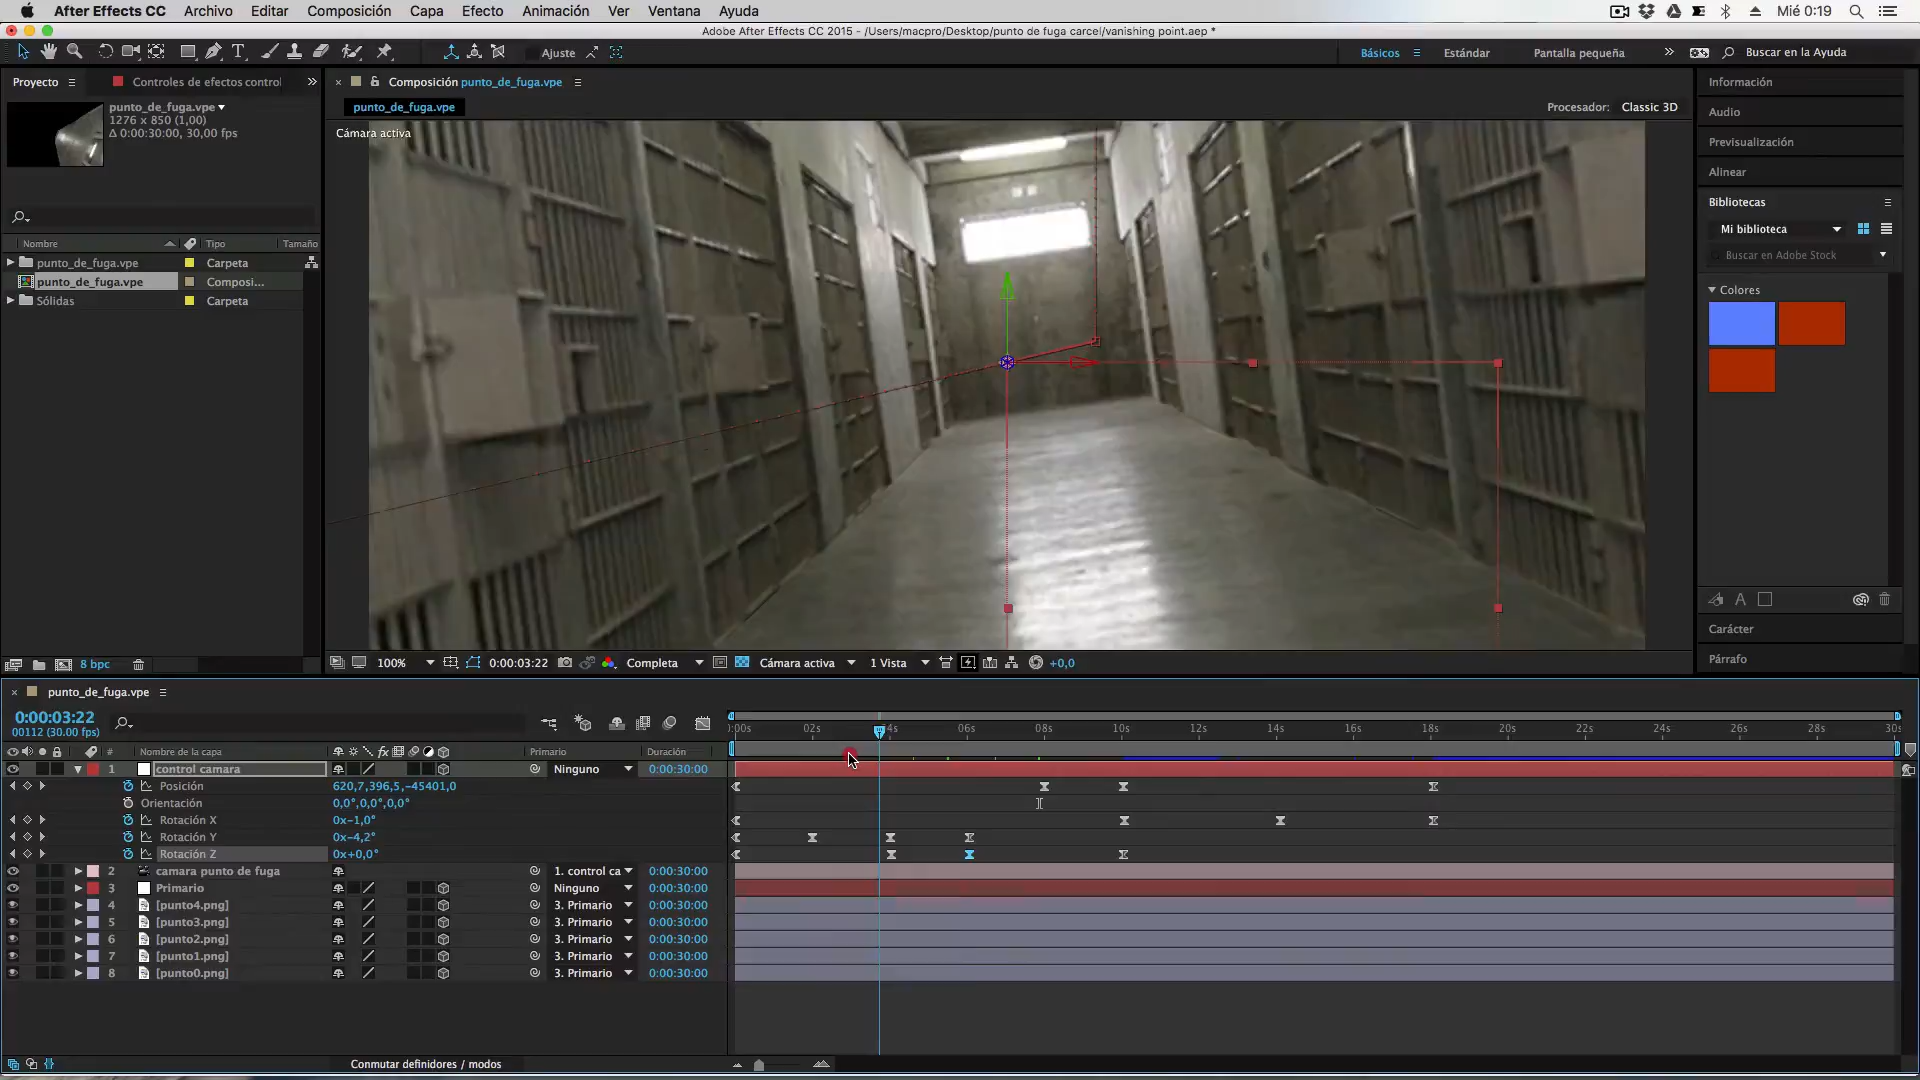 After Effects CC Archivo Editar Composición Capa Efecto Animación Ver Ventana Ayuda Mié 0:19
Adobe After Effects CC 2015 - /Users/macpro/Desktop/punto de fuga carcel/vanishing point.aep *
Ajuste Básicos Estándar Pantalla pequeña Buscar en la Ayuda
Proyecto Controles de efectos control
Composición punto_de_fuga.vpe
Información
punto_de_fuga.vpe
1276 x 850 (1,00)
Δ 0:00:30:00, 30,00 fps
punto_de_fuga.vpe
Procesador: Classic 3D
Audio
Cámara activa
Previsualización
Alinear
Bibliotecas
Mi biblioteca
Buscar en Adobe Stock
Colores
Nombre Tipo Tamaño
punto_de_fuga.vpe Carpeta
punto_de_fuga.vpe Composi...
Sólidas Carpeta
Carácter
Párrafo
8 bpc
100% 0:00:03:22 Completa Cámara activa 1 Vista +0,0
punto_de_fuga.vpe
0:00:03:22
00112 (30.00 fps)
:00s 02s 4s 06s 08s 10s 12s 14s 16s 18s 20s 22s 24s 26s 28s 30s
# Nombre de la capa fx Primario Duración
1 control camara Ninguno 0:00:30:00
Posición 620,7,396,5,-45401,0
Orientación 0,0°,0,0°,0,0°
Rotación X 0x-1,0°
Rotación Y 0x-4,2°
Rotación Z 0x+0,0°
2 camara punto de fuga 1. control ca 0:00:30:00
3 Primario Ninguno 0:00:30:00
4 [punto4.png] 3. Primario 0:00:30:00
5 [punto3.png] 3. Primario 0:00:30:00
6 [punto2.png] 3. Primario 0:00:30:00
7 [punto1.png] 3. Primario 0:00:30:00
8 [punto0.png] 3. Primario 0:00:30:00
Conmutar definidores / modos